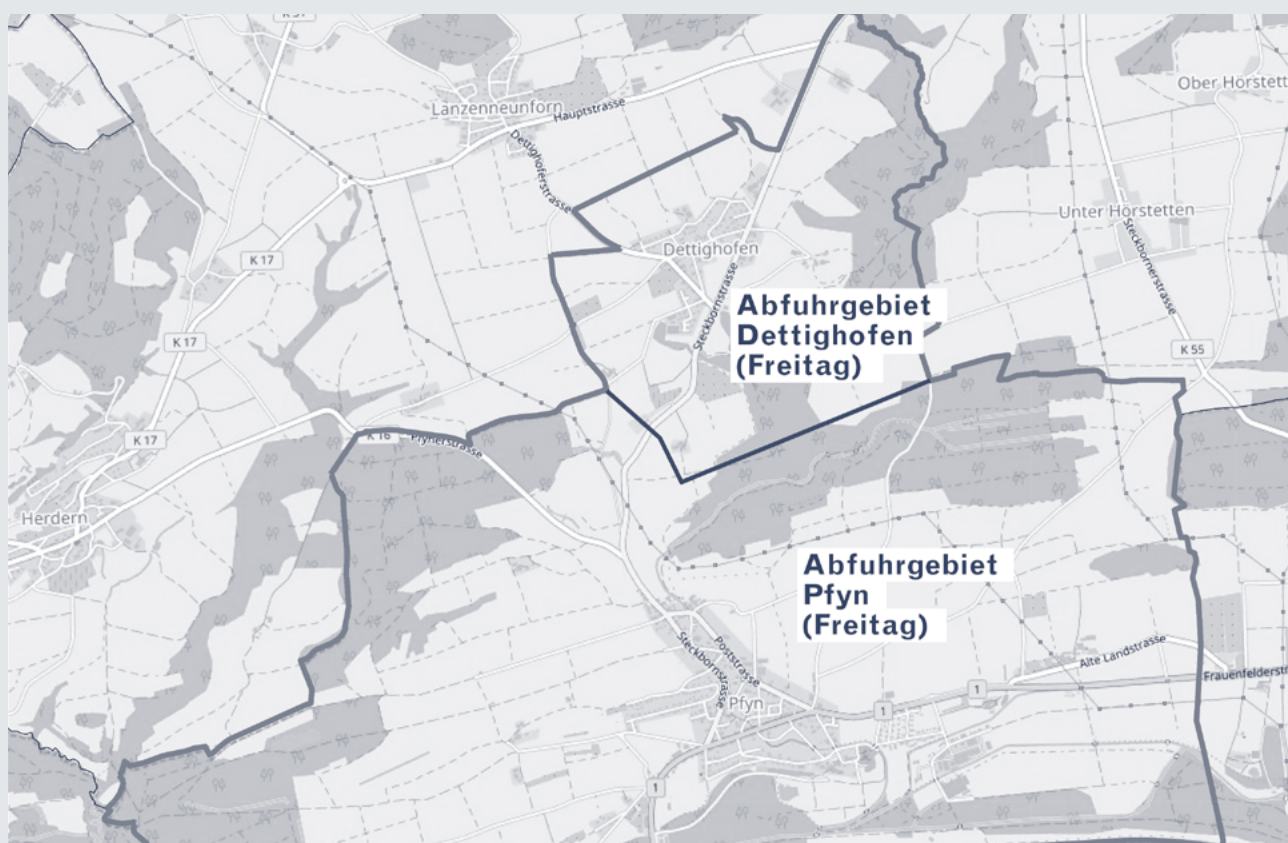 K 37
Lanzenneunforn
Hauptstrasse
Ober Hörstett
Dettighoferstrasse
Unter Hörstetten
Steckbornerstrasse
Dettighofen
K 17
Steckbornstrasse
Abfuhrgebiet
Dettighofen
(Freitag)
K 17
K 55
K 17
K 16
Pfynerstrasse
Herdern
Abfuhrgebiet
Pfyn
(Freitag)
Steckbornstrasse
Poststrasse
Alte Landstrasse
Frauenfelderstr
1
Pfyn
1
1